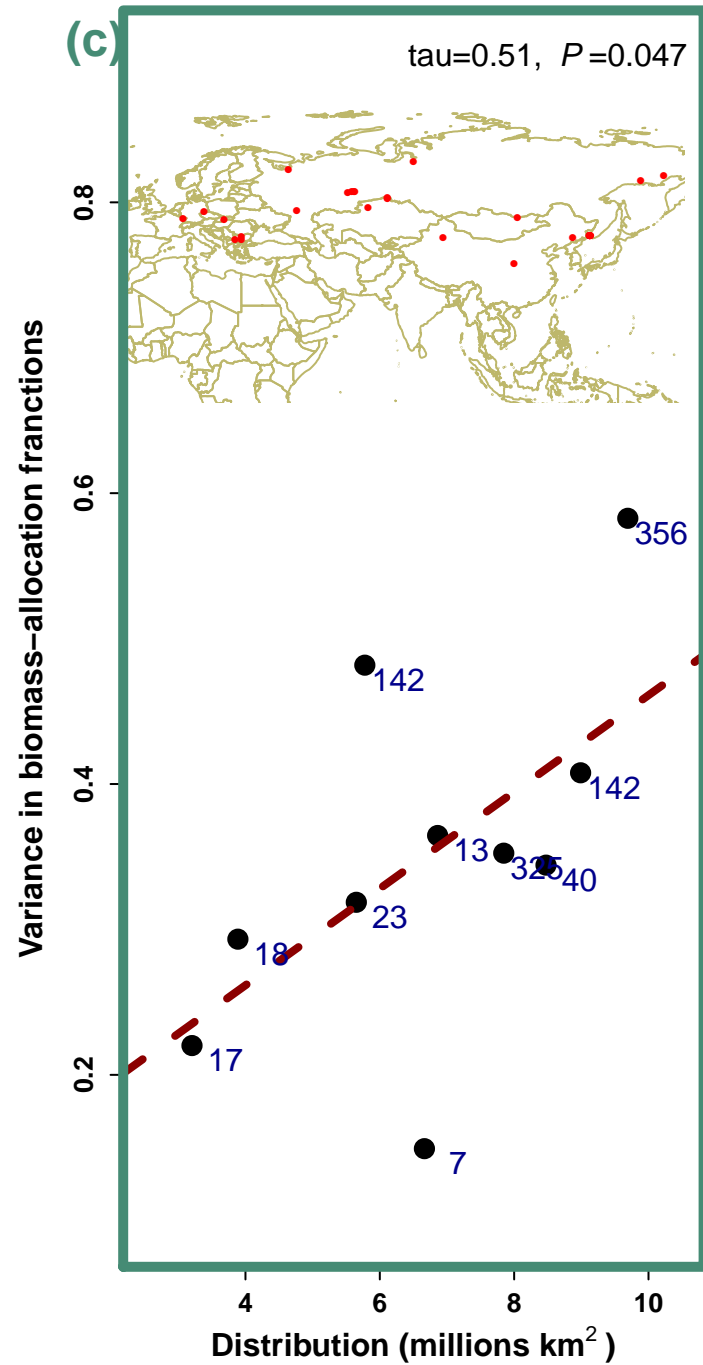 (c)
tau=0.51, P=0.047
Variance in biomass–allocation franctions
0.8
0.6
0.4
0.2
356
142
142
13
325
40
23
18
17
7
4 6 8 10
Distribution (millions km²)